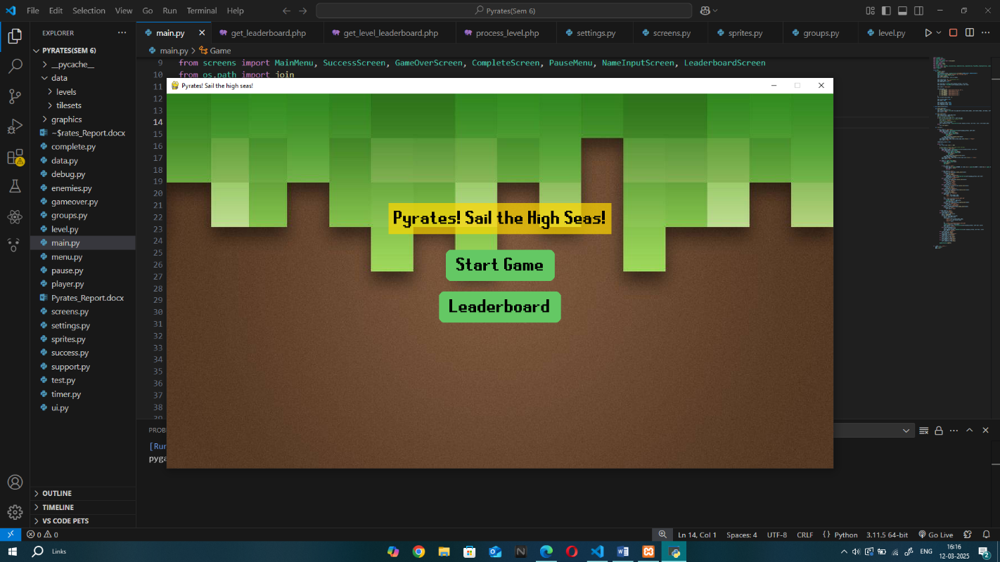 File Edit Selection View Go Run Terminal Help
Pyrates(Sem 6)
EXPLORER
main.py get_leaderboard.php get_level_leaderboard.php process_level.php settings.py screens.py sprites.py groups.py level.py
PYRATES(SEM 6)
main.py > Game
__pycache__
data
levels
tilesets
graphics
~$rates_Report.docx
complete.py
data.py
debug.py
enemies.py
gameover.py
groups.py
level.py
main.py
menu.py
pause.py
player.py
Pyrates_Report.docx
screens.py
settings.py
sprites.py
success.py
support.py
test.py
timer.py
ui.py
OUTLINE
TIMELINE
VS CODE PETS
9 from screens import MainMenu, SuccessScreen, GameOverScreen, CompleteScreen, PauseMenu, NameInputScreen, LeaderboardScreen
10 from os.path import join
11
12
13
14
15
16
17
18
19
20
21
22
23
24
25
26
27
28
29
30
31
32
33
34
35
36
37
38
Pyrates! Sail the high seas!
Pyrates! Sail the High Seas!
Start Game
Leaderboard
PROB
[Run
pyga
0 0
Ln 14, Col 1 Spaces: 4 UTF-8 CRLF {} Python 3.11.5 64-bit Go Live
Links
ENG
16:16
12-03-2025
2